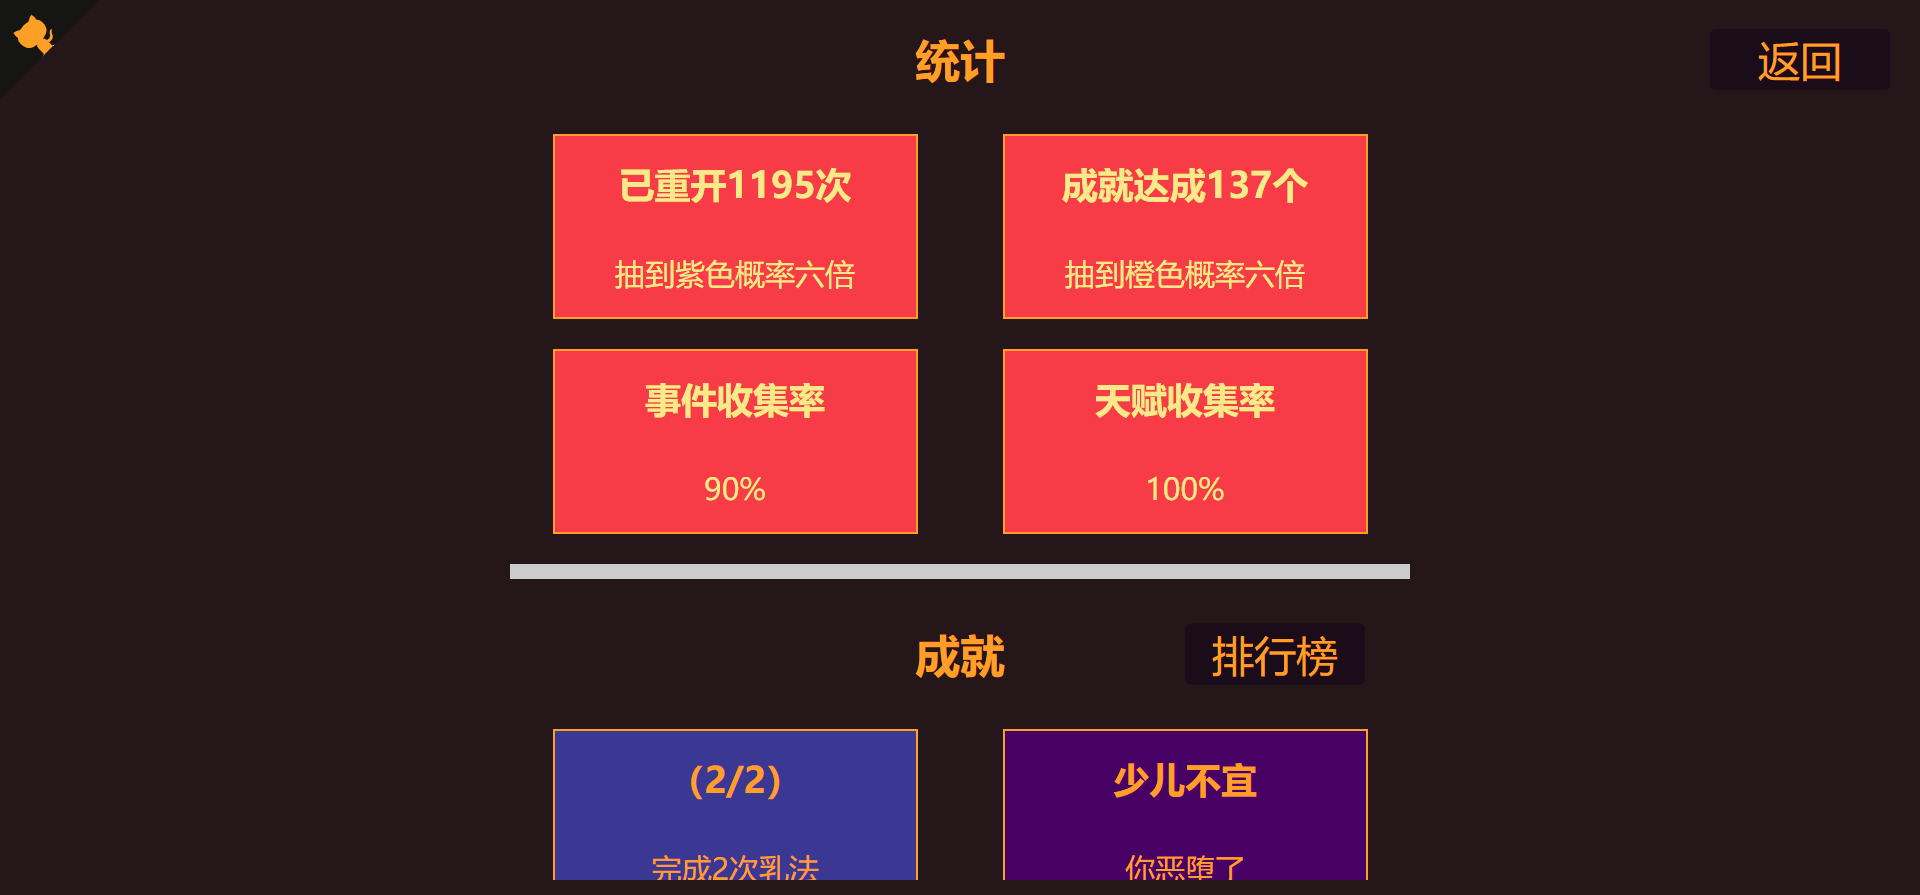 统计
返回
已重开1195次
抽到紫色概率六倍
成就达成137个
抽到橙色概率六倍
事件收集率
90%
天赋收集率
100%
成就
排行榜
(2/2)
完成2次乳法
少儿不宜
你恶堕了